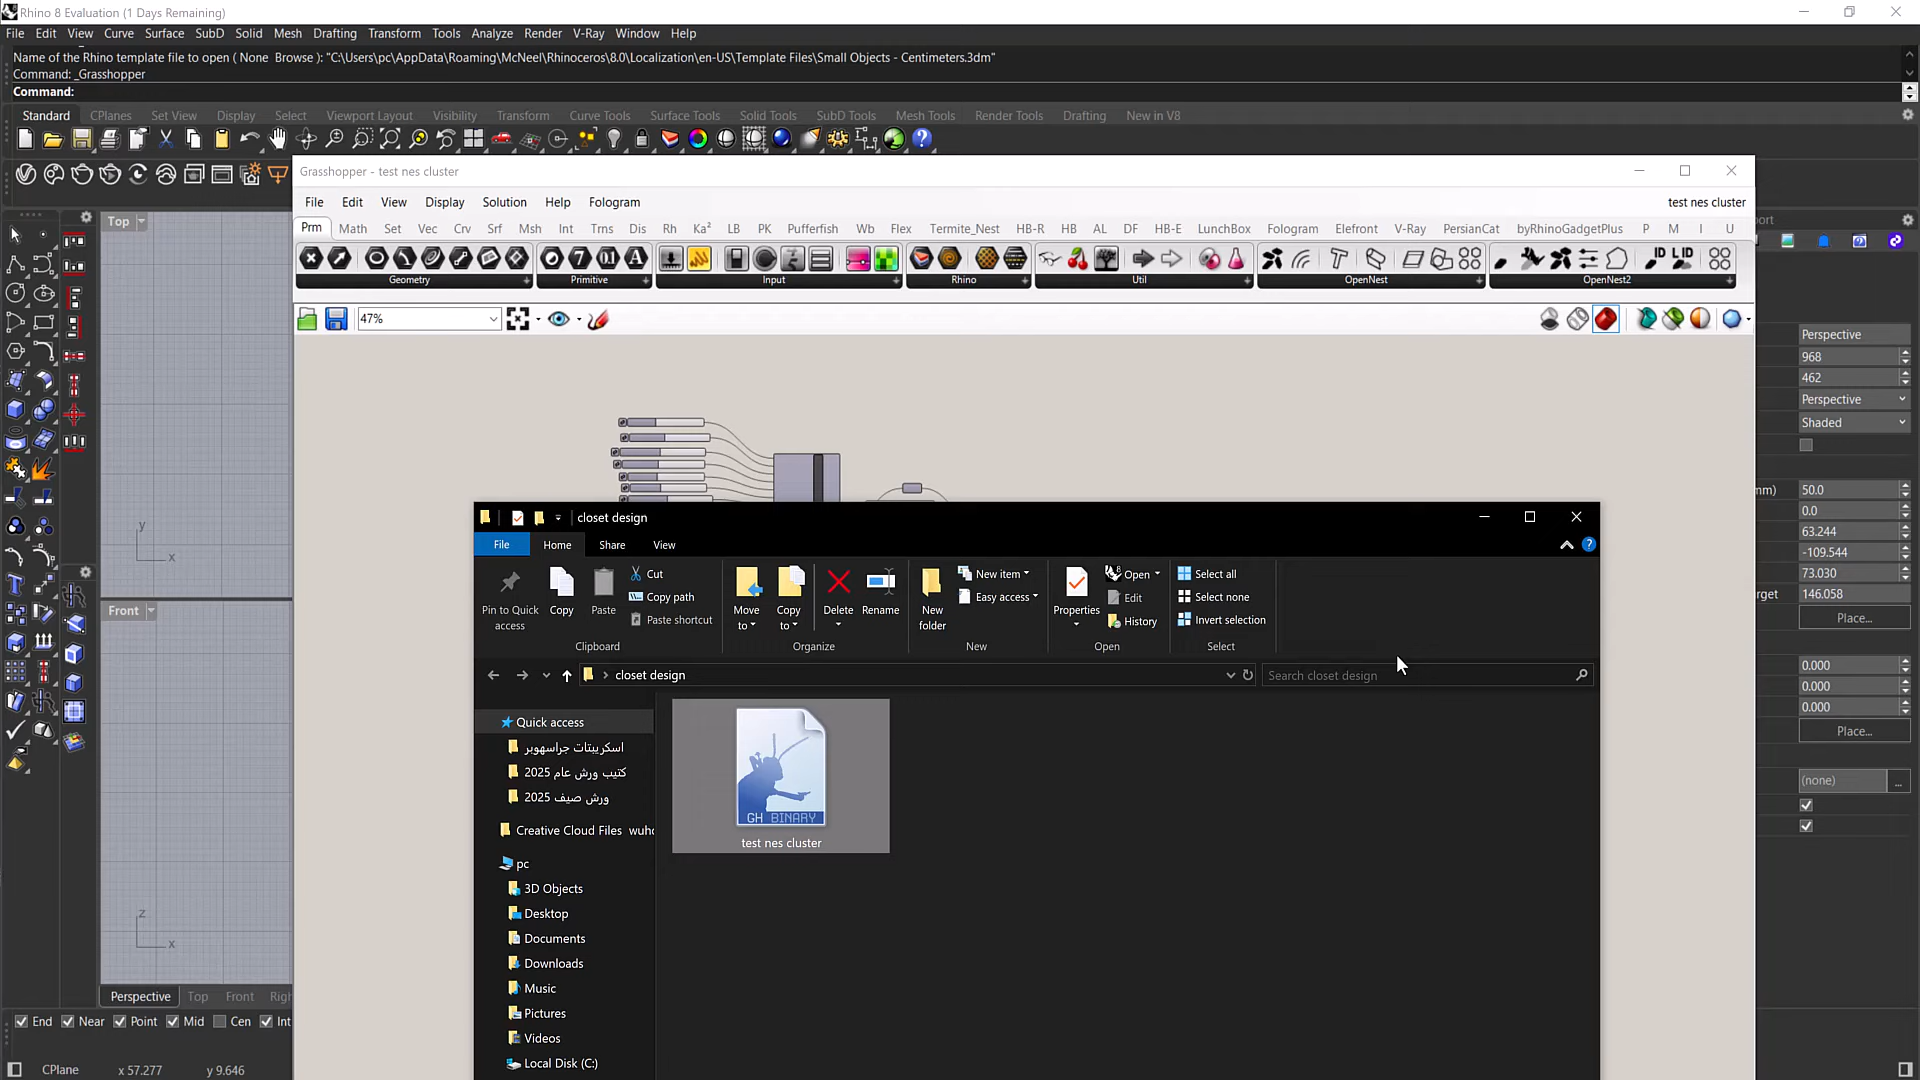 Rhino 8 Evaluation (1 Days Remaining)
File Edit View Curve Surface SubD Solid Mesh Drafting Transform Tools Analyze Render V-Ray Window Help
Name of the Rhino template file to open ( None Browse ): "C:\Users\pc\AppData\Roaming\McNeel\Rhinoceros\8.0\Localization\en-US\Template Files\Small Objects - Centimeters.3dm"
Command: _Grasshopper
Command:
Standard CPlanes Set View Display Select Viewport Layout Visibility Transform Curve Tools Surface Tools Solid Tools SubD Tools Mesh Tools Render Tools Drafting New in V8
Grasshopper - test nes cluster
File Edit View Display Solution Help Fologram test nes cluster
Prm Math Set Vec Crv Srf Msh Int Trns Dis Rh Ka² LB PK Pufferfish Wb Flex Termite_Nest HB-R HB AL DF HB-E LunchBox Fologram Elefront V-Ray PersianCat byRhinoGadgetPlus P M I U
Geometry Primitive Input Rhino Util OpenNest OpenNest2
47%
Top
y
x
Front
z
x
Perspective Top Front Righ
End Near Point Mid Cen Int
CPlane x 57.277 y 9.646
port
Perspective
968
462
Perspective
Shaded
mm) 50.0
0.0
63.244
-109.544
73.030
rget 146.058
Place...
0.000
0.000
0.000
Place...
(none) ...
closet design
File Home Share View
Pin to Quick access
Copy
Paste
Cut
Copy path
Paste shortcut
Move to
Copy to
Delete
Rename
New folder
New item
Easy access
Properties
Open
Edit
History
Select all
Select none
Invert selection
Clipboard Organize New Open Select
closet design
Search closet design
Quick access
اسكريبتات جراسهوبر
كتيب ورش عام 2025
ورش صيف 2025
Creative Cloud Files wuho
pc
3D Objects
Desktop
Documents
Downloads
Music
Pictures
Videos
Local Disk (C:)
GH BINARY
test nes cluster